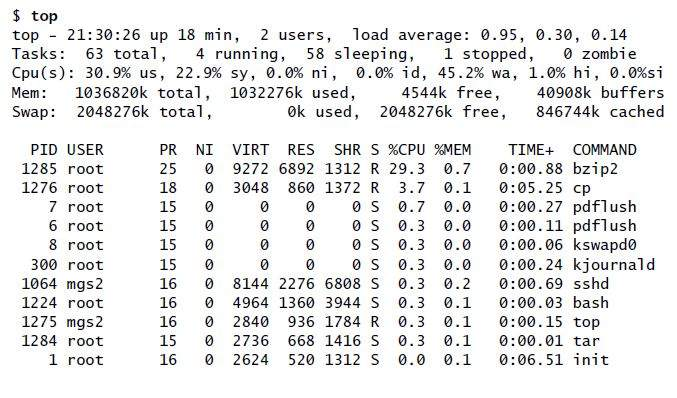 $ top
top - 21:30:26 up 18 min,  2 users,  load average: 0.95, 0.30, 0.14
Tasks:  63 total,   4 running,  58 sleeping,   1 stopped,   0 zombie
Cpu(s): 30.9% us, 22.9% sy, 0.0% ni,  0.0% id, 45.2% wa, 1.0% hi, 0.0%si
Mem:   1036820k total,  1032276k used,     4544k free,    40908k buffers
Swap:  2048276k total,        0k used,  2048276k free,   846744k cached

  PID USER      PR  NI  VIRT  RES  SHR S %CPU %MEM    TIME+  COMMAND
 1285 root      25   0  9272 6892 1312 R 29.3  0.7   0:00.88 bzip2
 1276 root      18   0  3048  860 1372 R  3.7  0.1   0:05.25 cp
    7 root      15   0     0    0    0 S  0.7  0.0   0:00.27 pdflush
    6 root      15   0     0    0    0 S  0.3  0.0   0:00.11 pdflush
    8 root      15   0     0    0    0 S  0.3  0.0   0:00.06 kswapd0
  300 root      15   0     0    0    0 S  0.3  0.0   0:00.24 kjournald
 1064 mgs2      16   0  8144 2276 6808 S  0.3  0.2   0:00.69 sshd
 1224 root      16   0  4964 1360 3944 S  0.3  0.1   0:00.03 bash
 1275 mgs2      16   0  2840  936 1784 R  0.3  0.1   0:00.15 top
 1284 root      15   0  2736  668 1416 S  0.3  0.1   0:00.01 tar
    1 root      16   0  2624  520 1312 S  0.0  0.1   0:06.51 init